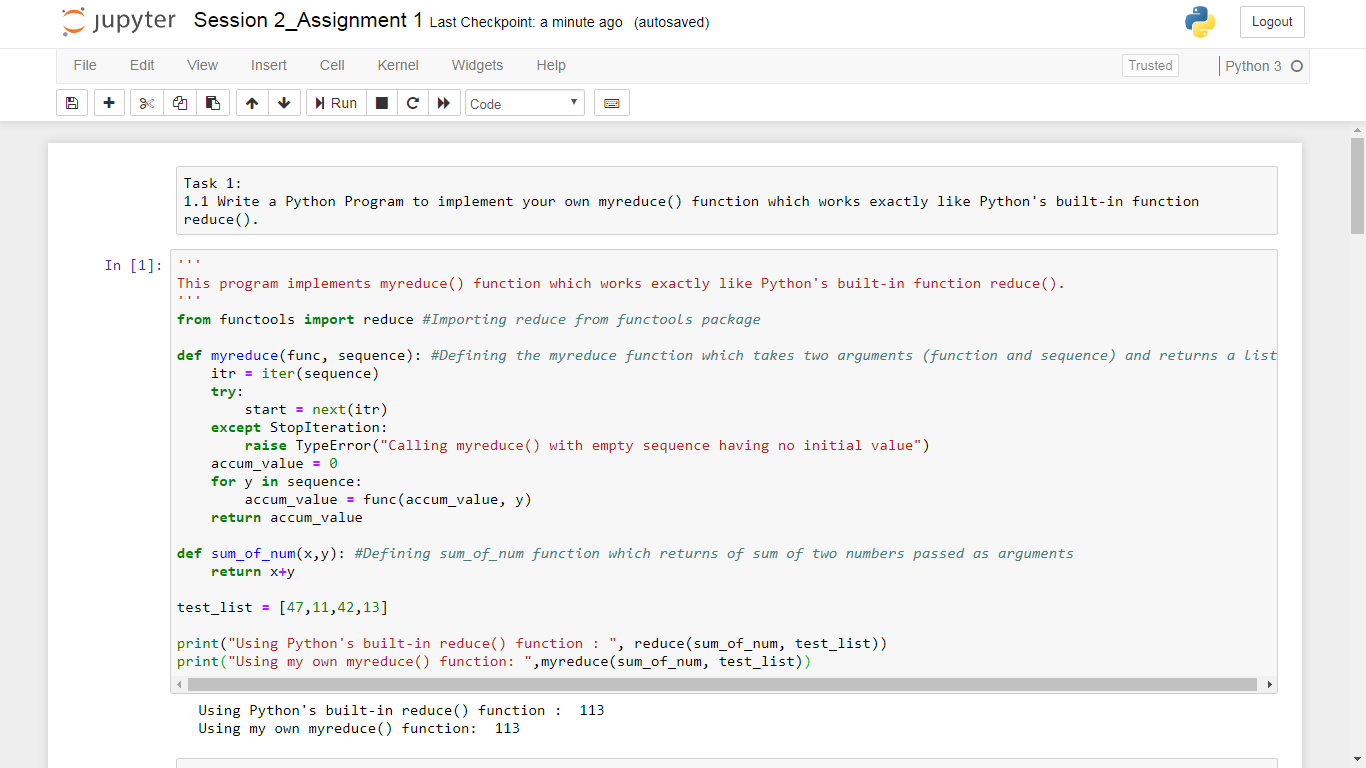 jupyter Session 2_Assignment 1 Last Checkpoint: a minute ago (autosaved) Logout
File Edit View Insert Cell Kernel Widgets Help Trusted Python 3
Run Code
Task 1:
1.1 Write a Python Program to implement your own myreduce() function which works exactly like Python's built-in function
reduce().
In [1]: '''
This program implements myreduce() function which works exactly like Python's built-in function reduce().
'''
from functools import reduce #Importing reduce from functools package

def myreduce(func, sequence): #Defining the myreduce function which takes two arguments (function and sequence) and returns a list
    itr = iter(sequence)
    try:
        start = next(itr)
    except StopIteration:
        raise TypeError("Calling myreduce() with empty sequence having no initial value")
    accum_value = 0
    for y in sequence:
        accum_value = func(accum_value, y)
    return accum_value

def sum_of_num(x,y): #Defining sum_of_num function which returns of sum of two numbers passed as arguments
    return x+y

test_list = [47,11,42,13]

print("Using Python's built-in reduce() function : ", reduce(sum_of_num, test_list))
print("Using my own myreduce() function: ",myreduce(sum_of_num, test_list))
Using Python's built-in reduce() function :  113
Using my own myreduce() function:  113